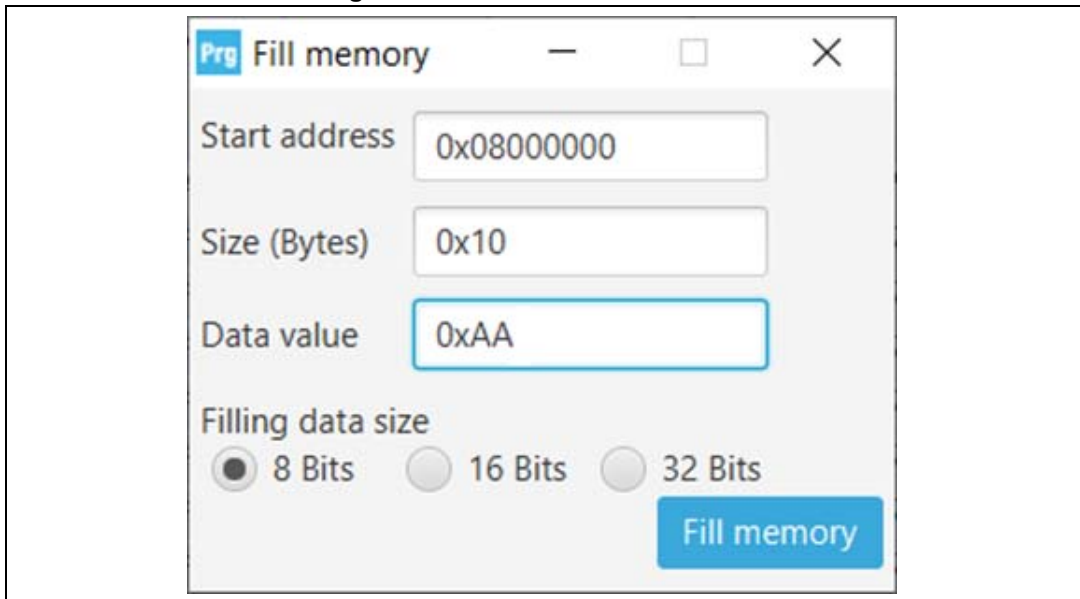 Prg Fill memory
Start address 0x08000000
Size (Bytes) 0x10
Data value 0xAA
Filling data size
8 Bits 16 Bits 32 Bits
Fill memory